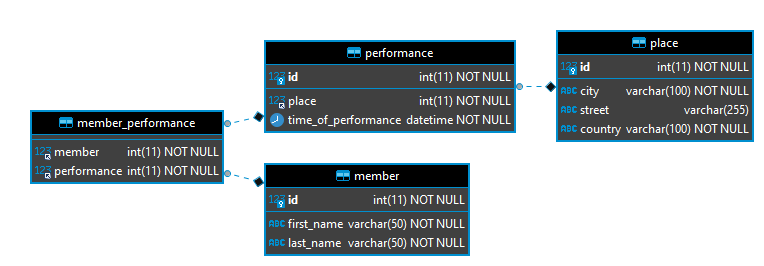 performance
123 id int(11) NOT NULL
123 place int(11) NOT NULL
time_of_performance datetime NOT NULL
place
123 id int(11) NOT NULL
ABC city varchar(100) NOT NULL
ABC street varchar(255)
ABC country varchar(100) NOT NULL
member_performance
123 member int(11) NOT NULL
123 performance int(11) NOT NULL
member
123 id int(11) NOT NULL
ABC first_name varchar(50) NOT NULL
ABC last_name varchar(50) NOT NULL